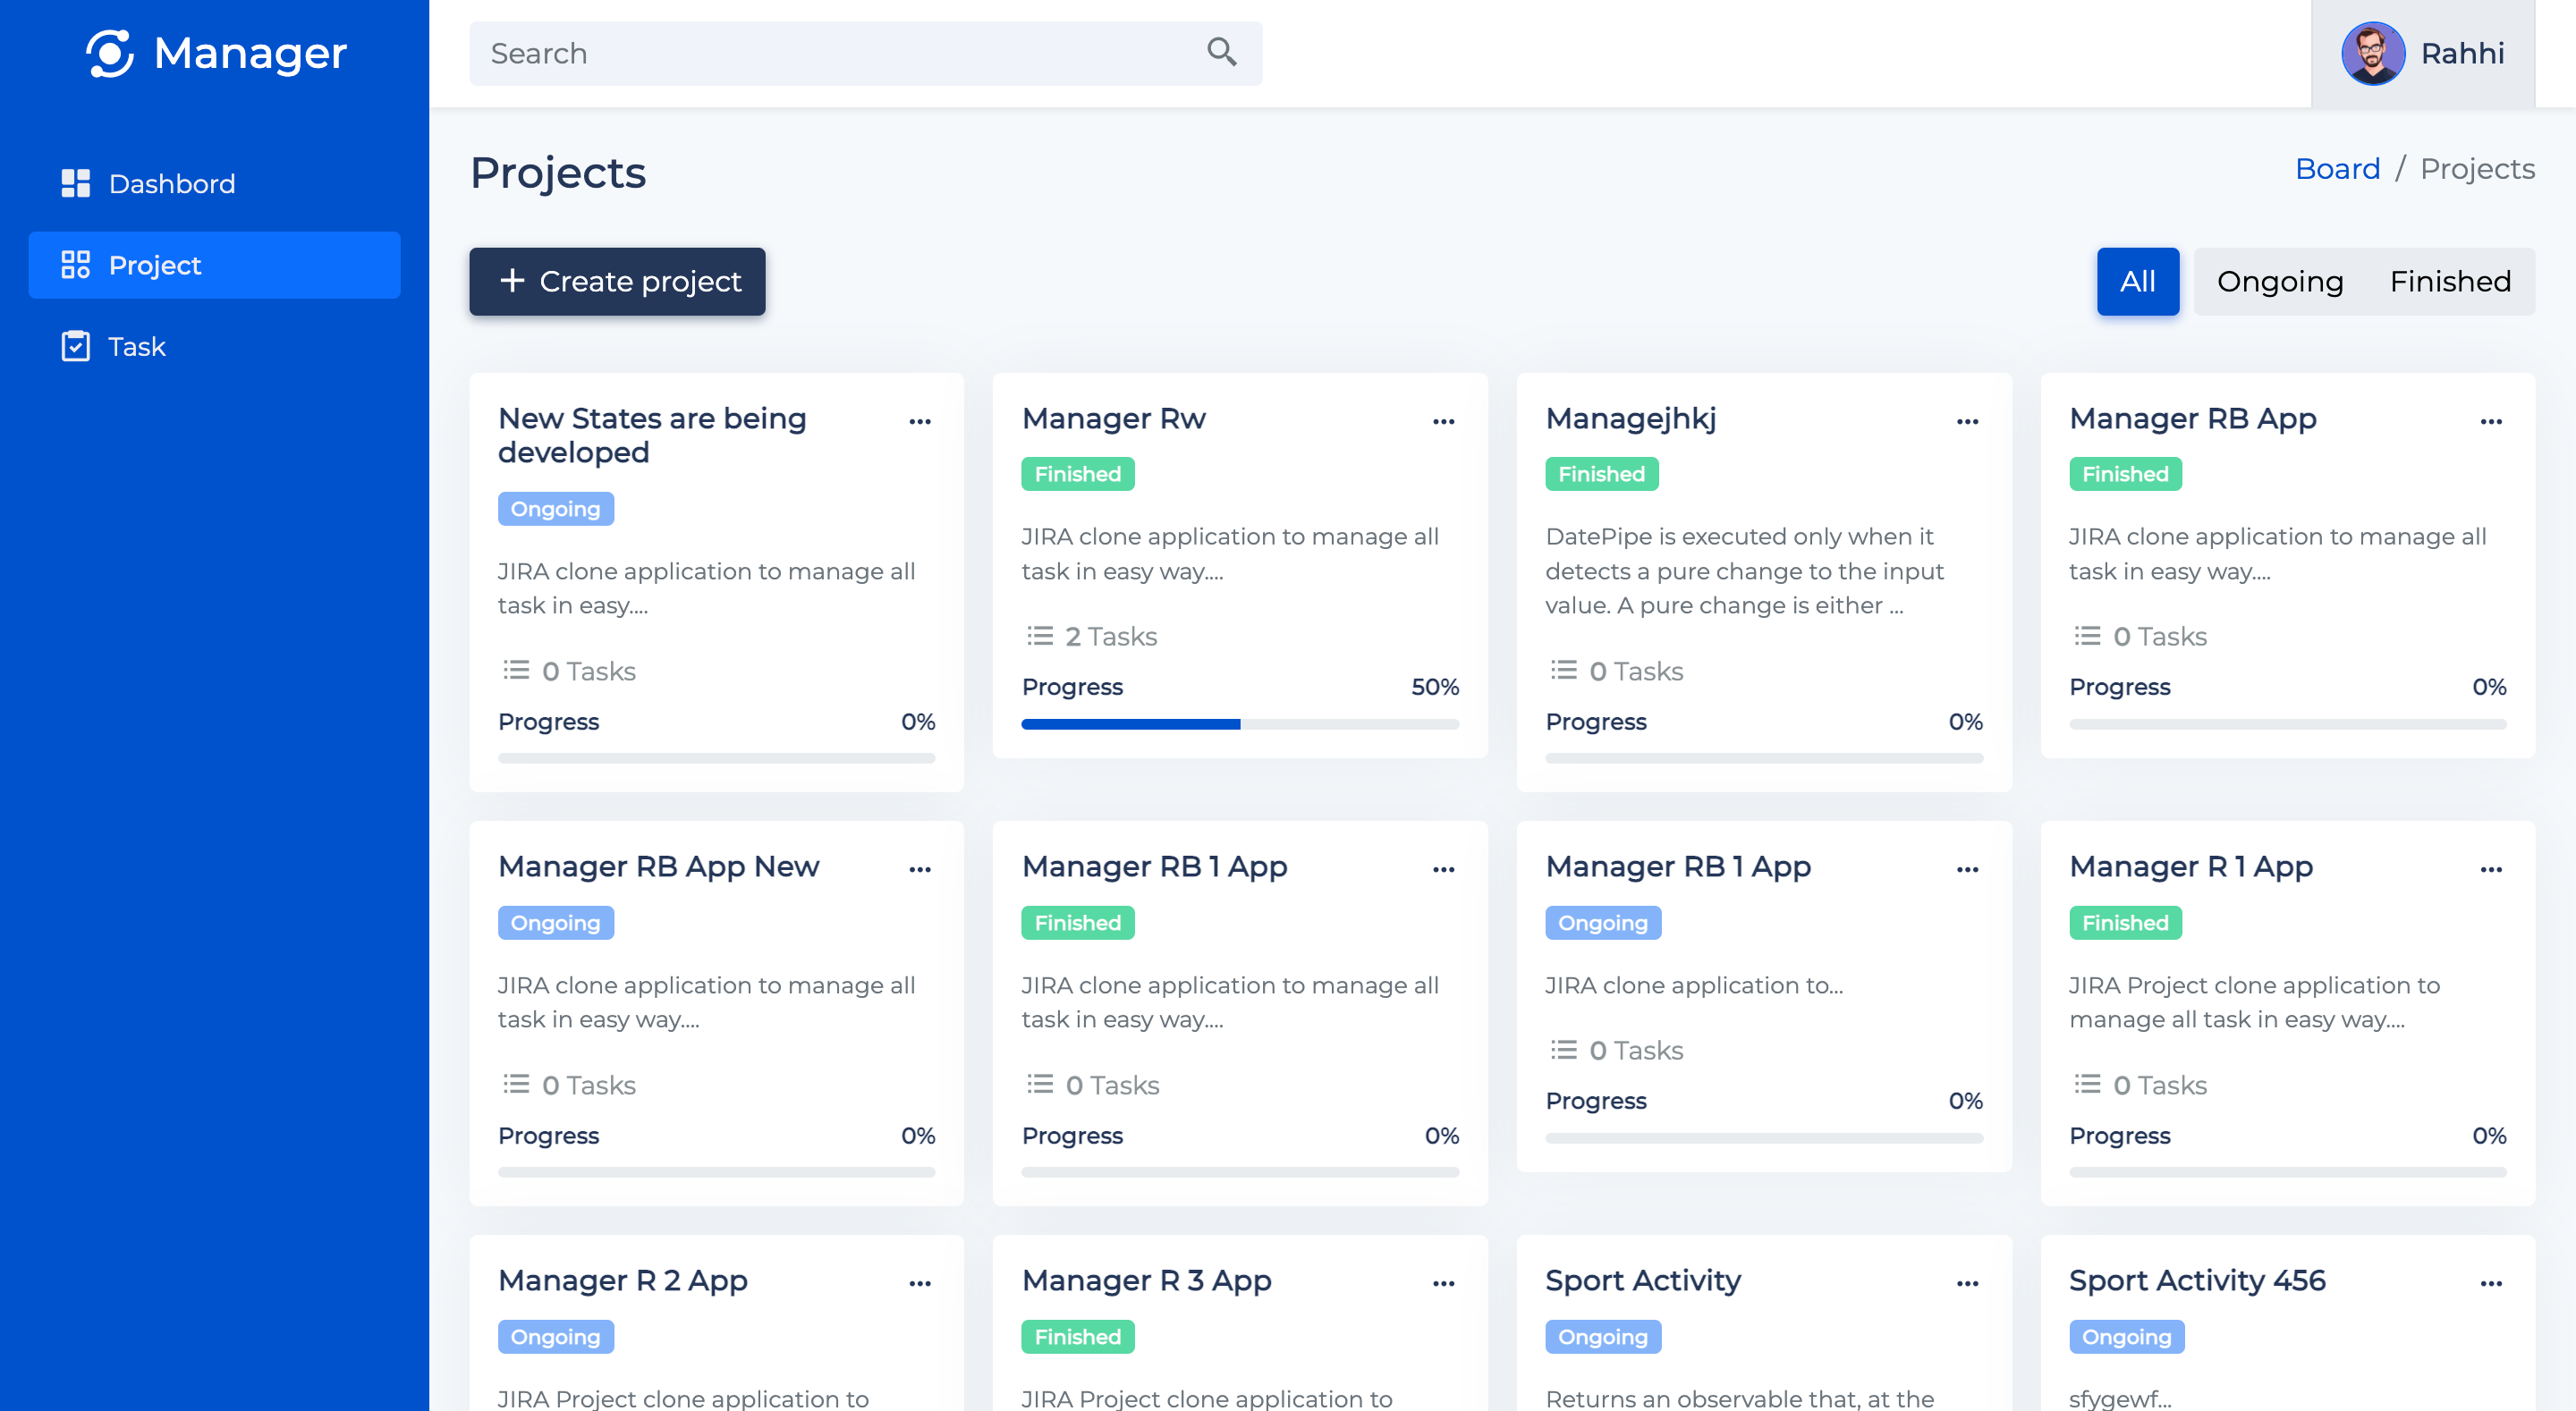 Manager
Search
Rahhi
Dashbord
Project
Task
Projects
Board / Projects
+ Create project
All
Ongoing
Finished
New States are being
developed
Ongoing
JIRA clone application to manage all
task in easy....
0 Tasks
Progress 0%
Manager Rw
Finished
JIRA clone application to manage all
task in easy way....
2 Tasks
Progress 50%
Managejhkj
Finished
DatePipe is executed only when it
detects a pure change to the input
value. A pure change is either ...
0 Tasks
Progress 0%
Manager RB App
Finished
JIRA clone application to manage all
task in easy way....
0 Tasks
Progress 0%
Manager RB App New
Ongoing
JIRA clone application to manage all
task in easy way....
0 Tasks
Progress 0%
Manager RB 1 App
Finished
JIRA clone application to manage all
task in easy way....
0 Tasks
Progress 0%
Manager RB 1 App
Ongoing
JIRA clone application to...
0 Tasks
Progress 0%
Manager R 1 App
Finished
JIRA Project clone application to
manage all task in easy way....
0 Tasks
Progress 0%
Manager R 2 App
Ongoing
JIRA Project clone application to
Manager R 3 App
Finished
JIRA Project clone application to
Sport Activity
Ongoing
Returns an observable that, at the
Sport Activity 456
Ongoing
sfygewf...